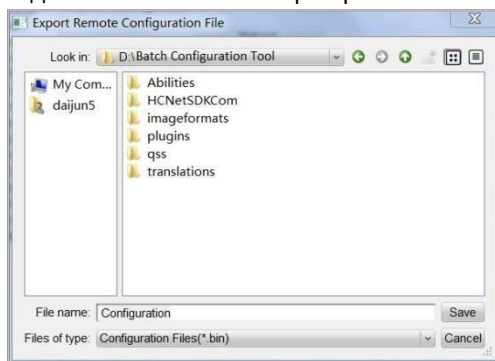 Export Remote Configuration File
Look in: D:\Batch Configuration Tool
My Com...
daijun5
Abilities
HCNetSDKCom
imageformats
plugins
qss
translations
File name: Configuration Save
Files of type: Configuration Files(*.bin) Cancel